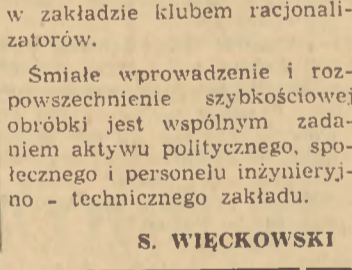 w zakładzie klubem racjonali-
zatorów.
Śmiałe wprowadzenie i roz-
powszechnienie szybkościowej
obróbki jest wspólnym zada-
niem aktywu politycznego, spo-
łecznego i personelu inżynieryj-
no - technicznego zakładu.
S. WIĘCKOWSKI